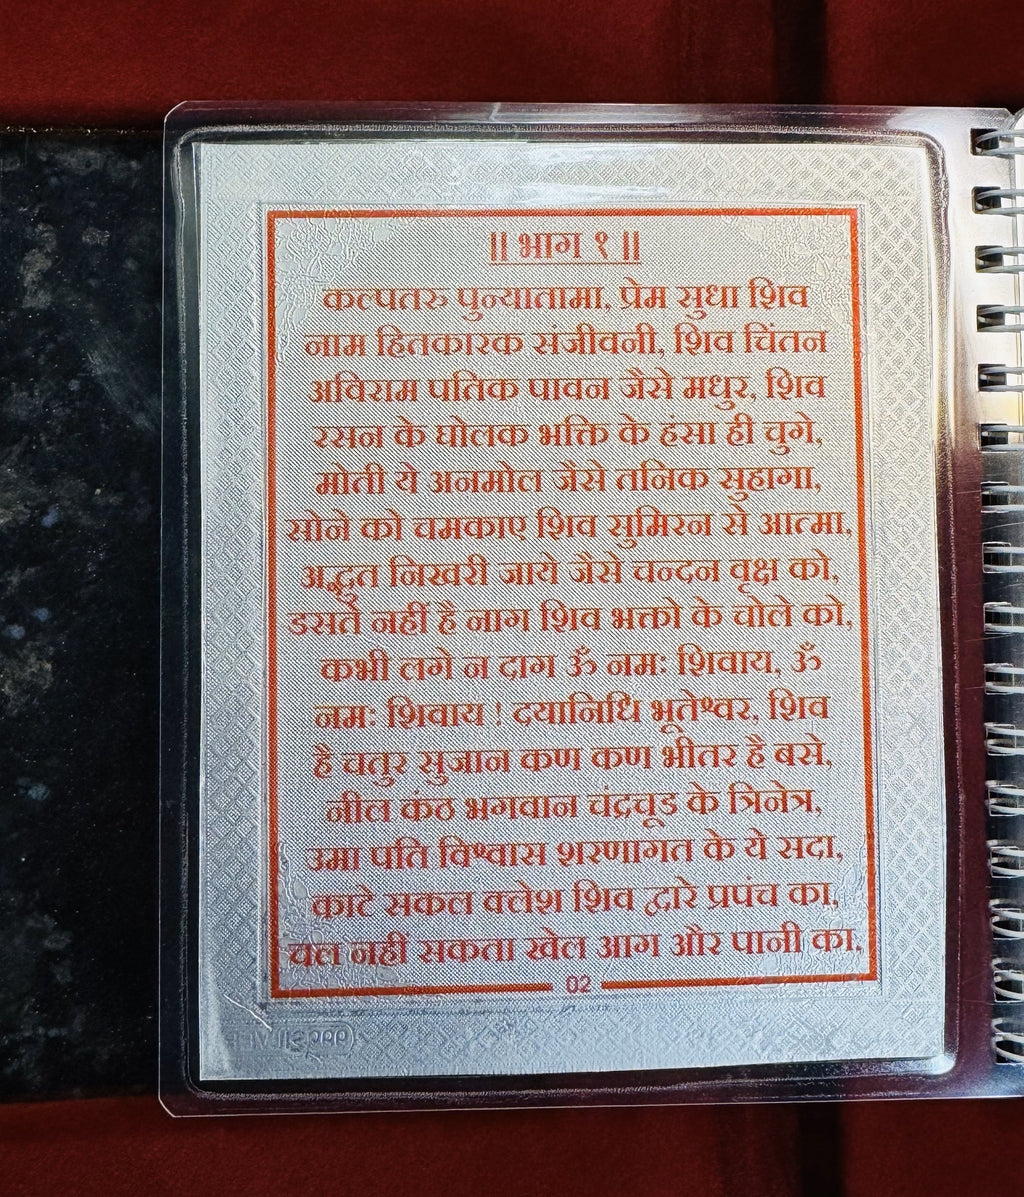 ॥ भाग १ ॥
कल्पतरु पुन्यातामा, प्रेम सुधा शिव
नाम हितकारक संजीवनी, शिव चिंतन
अविराम पतिक पावन जैसे मधुर, शिव
रसन के घोलक भक्ति के हंसा ही चुगे,
मोती ये अनमोल जैसे तनिक सुहागा,
सोने को चमकाए शिव सुमिरन से आत्मा,
अद्भुत निखरी जाये जैसे चन्दन वृक्ष को,
डसते नहीं है नाग शिव भक्तो के चोले को,
कभी लगे न दाग ॐ नमः शिवाय, ॐ
नमः शिवाय ! दयानिधि भूतेश्वर, शिव
है चतुर सुजान कण कण भीतर है बसे,
नील कंठ भगवान चंद्रचूड के त्रिनेत्र,
उमा पति विश्वास शरणागत के ये सदा,
काटे सकल क्लेश शिव द्वारे प्रपंच का,
चल नहीं सकता खेल आग और पानी का,
02